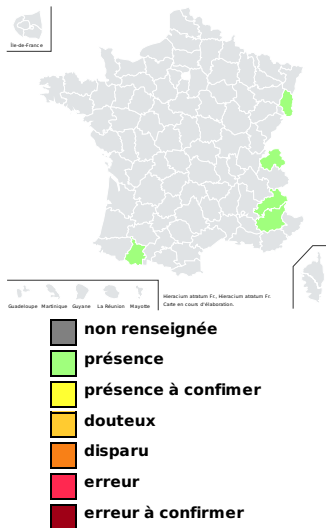 Île-de-France
Guadeloupe Martinique Guyane La Réunion Mayotte
Hieracium atratum Fr., Hieracium atratum Fr.
Carte en cours d'élaboration.
non renseignée
présence
présence à confimer
douteux
disparu
erreur
erreur à confirmer